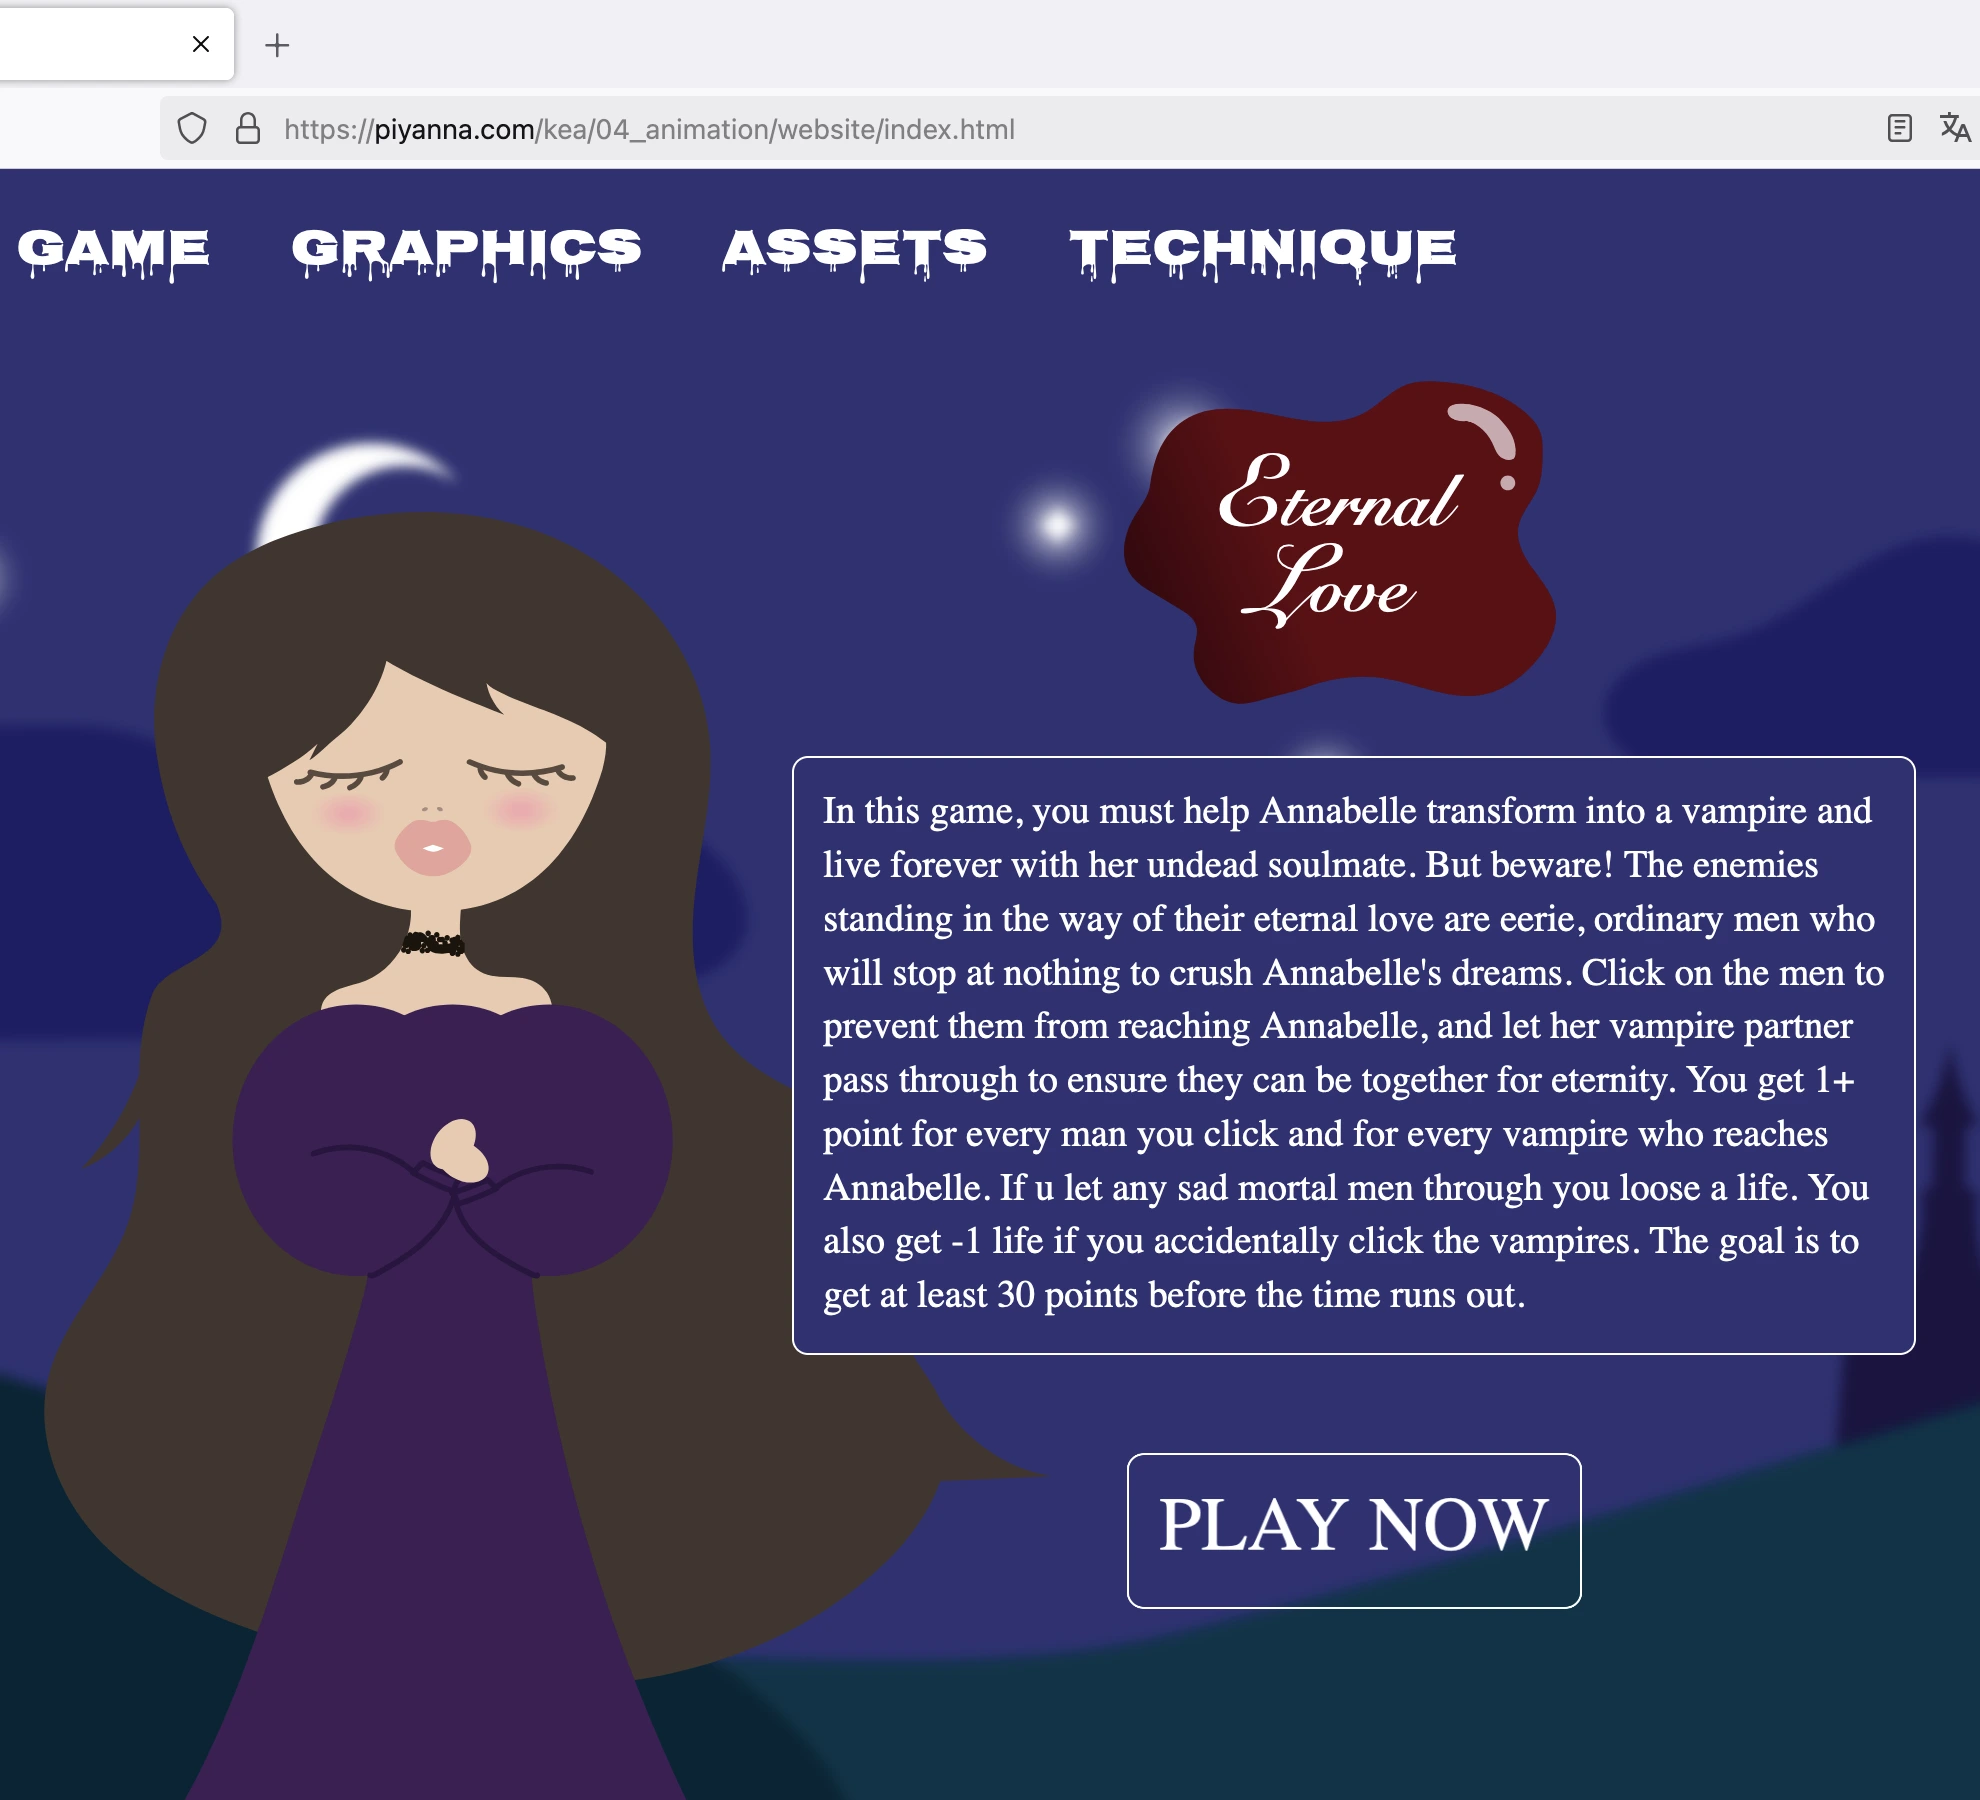 https://piyanna.com/kea/04_animation/website/index.html
GAME GRAPHICS ASSETS TECHNIQUE
Eternal
Love
In this game, you must help Annabelle transform into a vampire and
live forever with her undead soulmate. But beware! The enemies
standing in the way of their eternal love are eerie, ordinary men who
will stop at nothing to crush Annabelle's dreams. Click on the men to
prevent them from reaching Annabelle, and let her vampire partner
pass through to ensure they can be together for eternity. You get 1+
point for every man you click and for every vampire who reaches
Annabelle. If u let any sad mortal men through you loose a life. You
also get -1 life if you accidentally click the vampires. The goal is to
get at least 30 points before the time runs out.
PLAY NOW